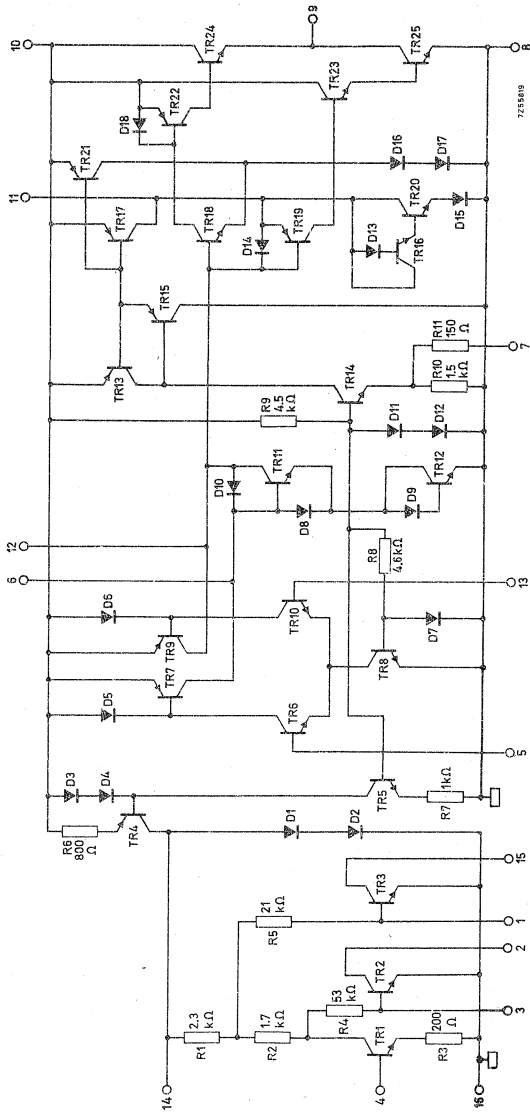 10
9
8
TR24
TR25
TR23
TR22
D18
7Z55819
TR21
D16
D17
11
TR17
TR18
D14
TR19
D13
TR16
TR20
D15
TR15
TR13
TR14
R11
150
Ω
R10
1.5
kΩ
7
R9
4.5
kΩ
D11
D12
D10
TR11
D8
D9
TR12
12
6
R8
4.6kΩ
13
D6
TR9
TR10
TR7
D5
TR6
TR8
D7
5
D3
D4
R6
800
Ω
TR4
TR5
R7
1kΩ
D1
D2
15
R5
21
kΩ
TR3
1
2
14
R1
2.3
kΩ
R2
1.7
kΩ
R4
53
kΩ
TR2
3
TR1
R3
200
Ω
4
16